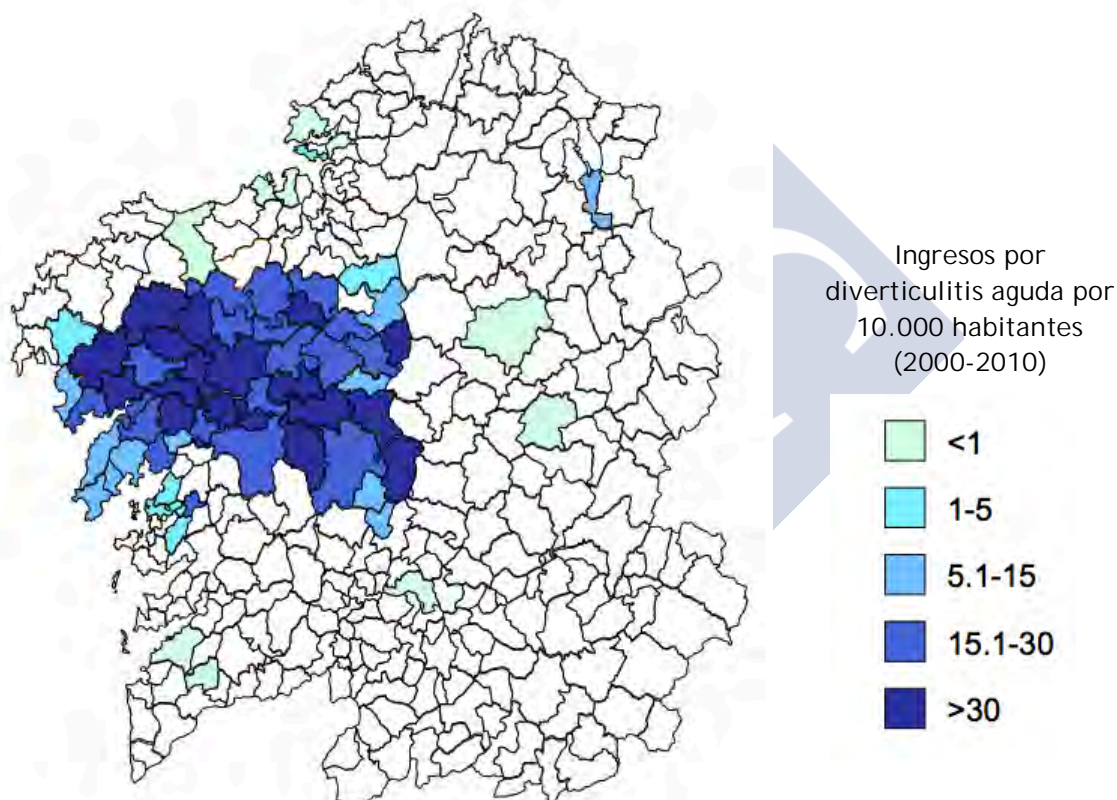 Ingresos por
diverticulitis aguda por
10.000 habitantes
(2000-2010)
<1
1-5
5.1-15
15.1-30
>30